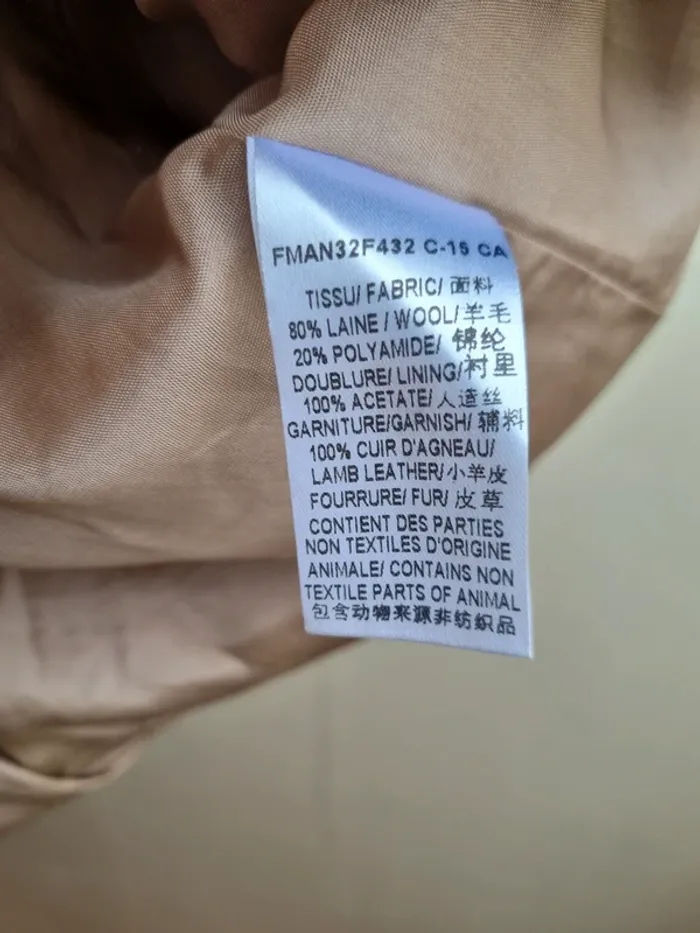 FMAN32F432 C-15 CA
TISSU/ FABRIC/ 面料
80% LAINE / WOOL/ 羊毛
20% POLYAMIDE/ 锦纶
DOUBLURE/ LINING/ 衬里
100% ACETATE/ 人造丝
GARNITURE/GARNISH/ 辅料
100% CUIR D'AGNEAU/
LAMB LEATHER/ 小羊皮
FOURRURE/ FUR/ 皮草
CONTIENT DES PARTIES
NON TEXTILES D'ORIGINE
ANIMALE/ CONTAINS NON
TEXTILE PARTS OF ANIMAL
包含动物来源非纺织品